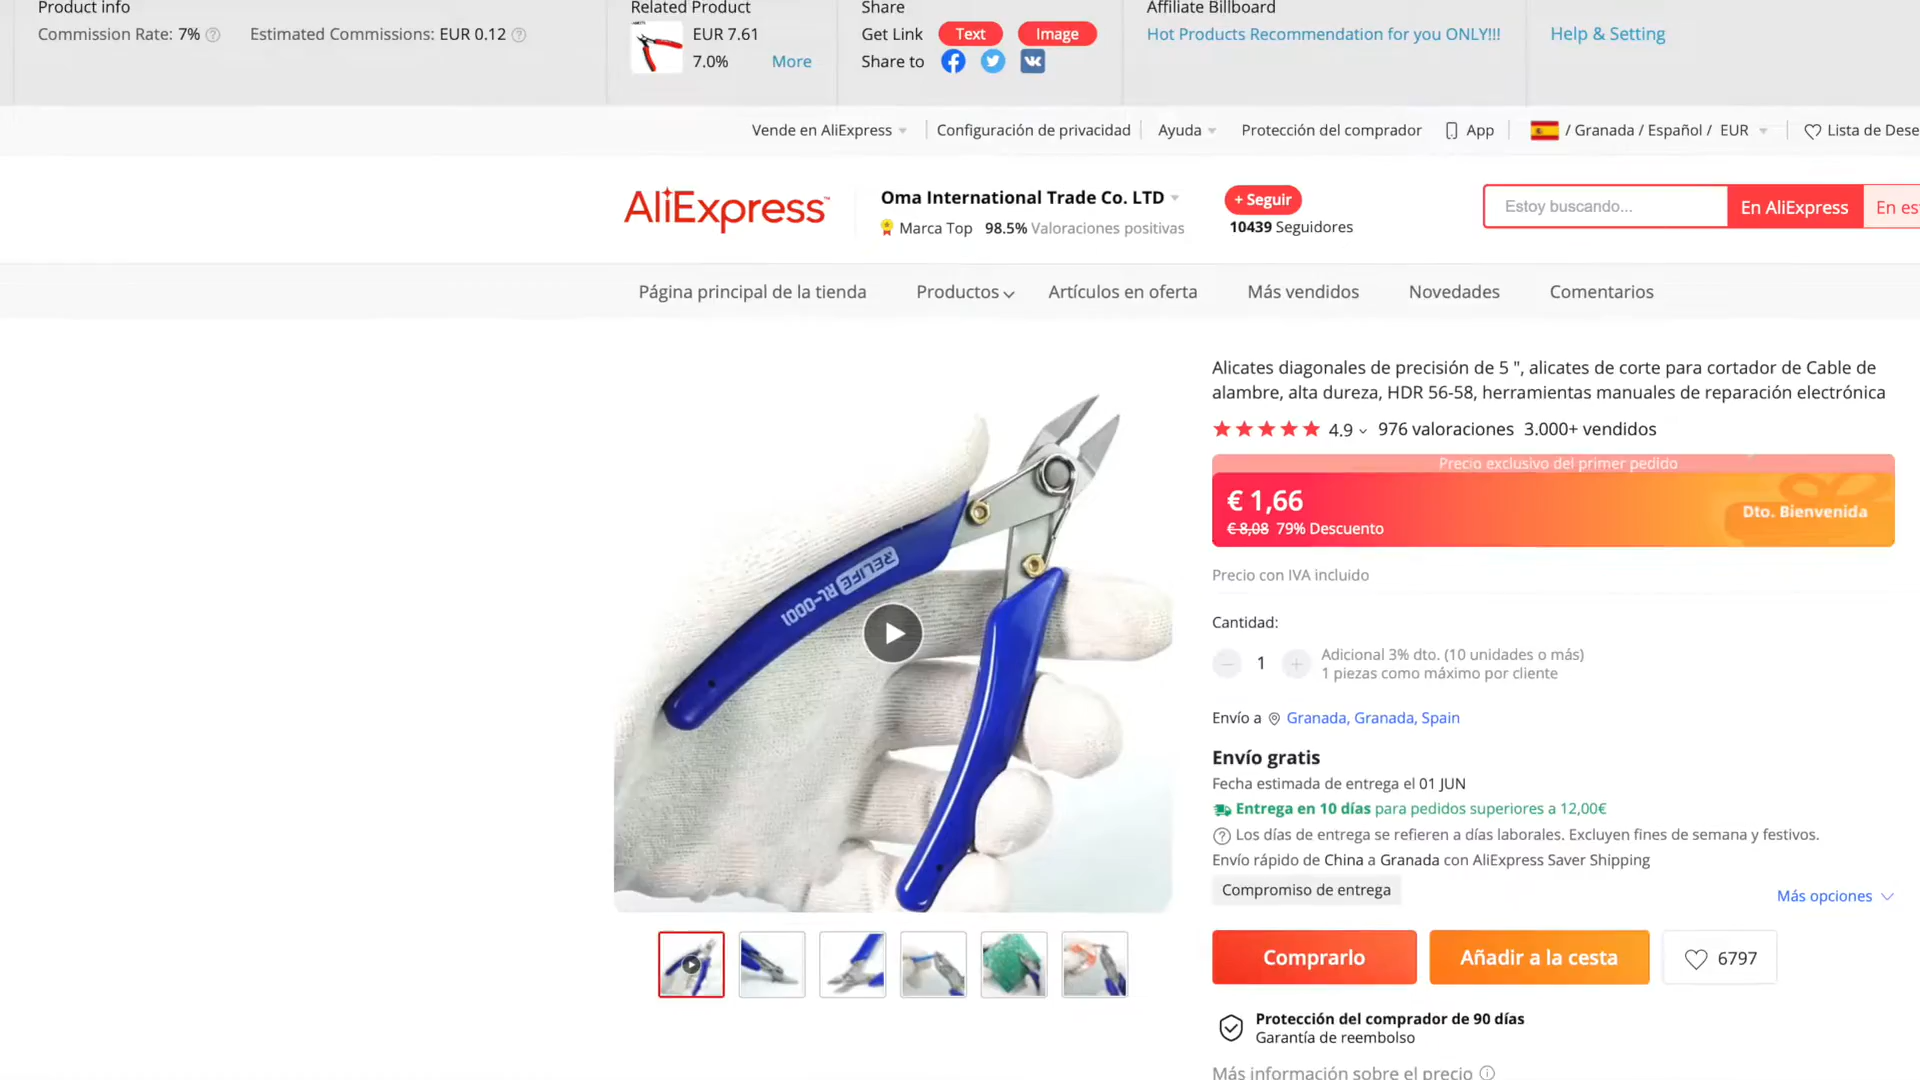 Product info
Commission Rate: 7%
Estimated Commissions: EUR 0.12
Related Product
EUR 7.61
7.0%
More
Share
Get Link
Text
Image
Share to
Affiliate Billboard
Hot Products Recommendation for you ONLY!!!
Help & Setting
Vende en AliExpress
Configuración de privacidad
Ayuda
Protección del comprador
App
/ Granada / Español / EUR
Lista de Dese
AliExpress™
Oma International Trade Co. LTD
Marca Top 98.5% Valoraciones positivas
+ Seguir
10439 Seguidores
Estoy buscando...
En AliExpress
En es
Página principal de la tienda
Productos
Artículos en oferta
Más vendidos
Novedades
Comentarios
RELIFE RL-0001
Alicates diagonales de precisión de 5 ", alicates de corte para cortador de Cable de
alambre, alta dureza, HDR 56-58, herramientas manuales de reparación electrónica
4.9
976 valoraciones
3.000+ vendidos
Precio exclusivo del primer pedido
€ 1,66
€ 8,08 79% Descuento
Dto. Bienvenida
Precio con IVA incluido
Cantidad:
1
Adicional 3% dto. (10 unidades o más)
1 piezas como máximo por cliente
Envío a Granada, Granada, Spain
Envío gratis
Fecha estimada de entrega el 01 JUN
Entrega en 10 días para pedidos superiores a 12,00€
Los días de entrega se refieren a días laborales. Excluyen fines de semana y festivos.
Envío rápido de China a Granada con AliExpress Saver Shipping
Compromiso de entrega
Más opciones
Comprarlo
Añadir a la cesta
6797
Protección del comprador de 90 días
Garantía de reembolso
Más información sobre el precio